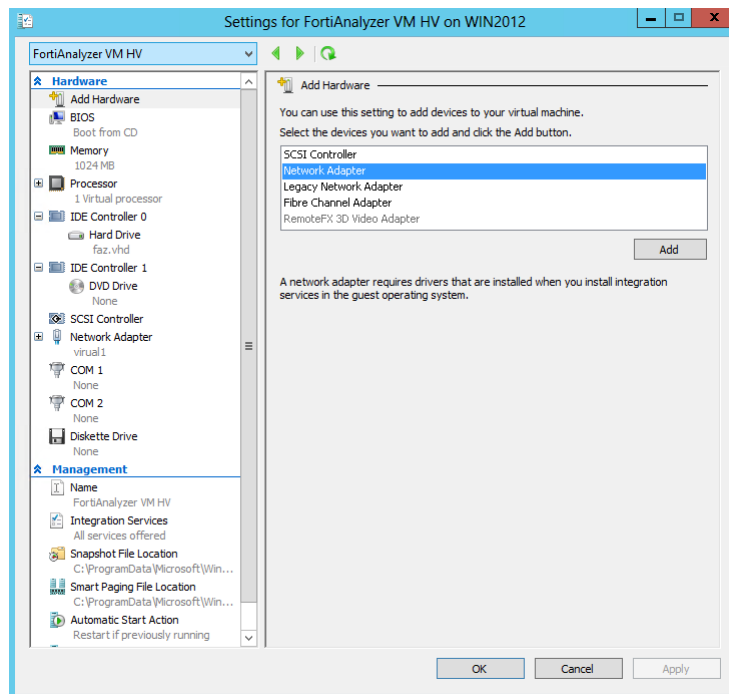 Settings for FortiAnalyzer VM HV on WIN2012
FortiAnalyzer VM HV
Hardware
Add Hardware
BIOS
Boot from CD
Memory
1024 MB
Processor
1 Virtual processor
IDE Controller 0
Hard Drive
faz.vhd
IDE Controller 1
DVD Drive
None
SCSI Controller
Network Adapter
virual1
COM 1
None
COM 2
None
Diskette Drive
None
Management
Name
FortiAnalyzer VM HV
Integration Services
All services offered
Snapshot File Location
C:\ProgramData\Microsoft\Win...
Smart Paging File Location
C:\ProgramData\Microsoft\Win...
Automatic Start Action
Restart if previously running
Add Hardware
You can use this setting to add devices to your virtual machine.
Select the devices you want to add and click the Add button.
SCSI Controller
Network Adapter
Legacy Network Adapter
Fibre Channel Adapter
RemoteFX 3D Video Adapter
Add
A network adapter requires drivers that are installed when you install integration
services in the guest operating system.
OK
Cancel
Apply